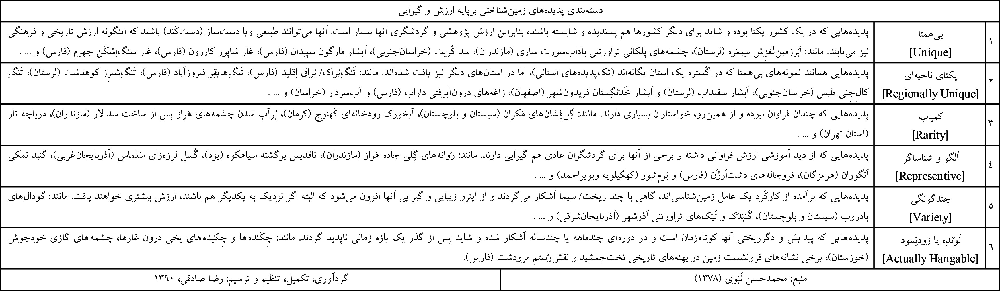 دسته‌بندی پدیده‌های زمین‌شناختی برپایه ارزش و گیرایی
۱
بی‌همتا
[Unique]
پدیده‌هایی که در یک کشور یکتا بوده و شاید برای دیگر کشورها هم پسندیده و شایسته باشند، بنابراین ارزش پژوهشی و گردشگری آنها بسیار است. آنها می‌توانند طبیعی ویا دست‌ساز (دست‌کَند) باشند که اینگونه ارزش تاریخی و فرهنگی
نیز می‌یابند. مانند: اَبَرزمین‌لَغزِش سِیمَره (لرستان)، چشمه‌های پلکانی تراورتنی باداب‌سورت ساری (مازندران)، سد کُریت (خراسان‌جنوبی)، آبشار مارگون سپیدان (فارس)، غار شاپور کازرون (فارس)، غار سنگ‌اِشکَن جهرم (فارس) و ... .
۲
یکتای ناحیه‌ای
[Regionally Unique]
پدیده‌هایی همانند نمونه‌های بی‌همتا که در گُستره یک استان یگانه‌اند (تک‌پدیده‌های استانی)، اما در استان‌های دیگر نیز یافت شده‌اند. مانند: تَنگِ‌بُراک/ بُراق اِقلید (فارس)، تَنگِ‌هایقِر فیروزآباد (فارس)، تَنگِ‌شیرِز کوهدشت (لرستان)، تَنگِ
کالِ‌جِنِی طبس (خراسان‌جنوبی)، آبشار سفیداب (لرستان) و آبشار خَدَنگِستان فریدون‌شهر (اصفهان)، زاغه‌های درون‌آبرفتی داراب (فارس) و آب‌سردار (خراسان) و ... .
۳
کمیاب
[Rarity]
پدیده‌هایی که چندان فراوان نبوده و از همین‌رو، خواستاران بسیاری دارند. مانند: گِل‌فِشان‌های مَکران (سیستان و بلوچستان)، آبخورک رودخانه‌ای کَهنوج (کرمان)، پُرآب شدن چشمه‌های هَراز پس از ساخت سد لار (مازندران)، دریاچه تار
(استان تهران) و ... .
٤
اُلگو و شناساگر
[Representive]
پدیده‌هایی که از دید آموزشی ارزش فراوانی داشته و برخی از آنها برای گردشگران عادی هم گیرایی دارند. مانند: رَوانه‌های گِلی جاده هَراز (مازندران)، تاقدیس برگشته سیاهکوه (یزد)، گُسل لرزه‌زای سَلماس (آذربایجان‌غربی)، گنبد نمکی
اَنگوران (هرمزگان)، فروچاله‌های دشت‌اَرژَن (فارس) و بَرم‌شور (کهگیلویه وبویراحمد) و ... .
٥
چندگونگی
[Variety]
پدیده‌هایی که برآمده از کارکَرد یک عامل زمین‌شناسی‌اند، گاهی با چند ریخت/ سیما آشکار می‌گردند و از اینرو زیبایی و گیرایی آنها افزون می‌شود که البته اگر نزدیک به یکدیگر هم باشند، ارزش بیشتری خواهند یافت. مانند: گودال‌های
بادروب (سیستان و بلوچستان)، گَنبَدَک و تَپَک‌های تراورتنی آذرشهر (آذربایجان‌شرقی) و ... .
٦
نَوَندِه یا زودنِمود
[Actually Hangable]
پدیده‌هایی که پیدایش و دگرریختی آنها کوتاه‌زمان است و در دوره‌ای چندماهه یا چندساله آشکار شده و شاید پس از گذر یک بازه زمانی ناپدید گردند. مانند: چِکَنده‌ها و چِکیده‌های یخی درون غارها، چشمه‌های گازی خودجوش
(خوزستان)، برخی نشانه‌های فرونشست زمین در پهنه‌های تاریخی تخت‌جمشید و نقش‌رُستم مرودشت (فارس).
منبع: محمدحسن نَبَوی (۱۳۷۸)
گردآوری، تکمیل، تنظیم و ترسیم: رضا صادقی، ۱۳۹۰